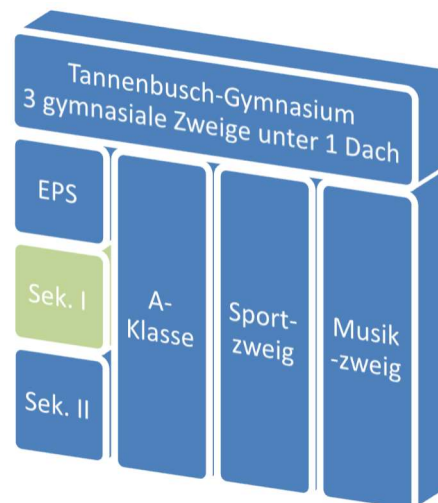 Tannenbusch-Gymnasium
3 gymnasiale Zweige unter 1 Dach
EPS
Sek. I
Sek. II
A-
Klasse
Sport-
zweig
Musik
-zweig